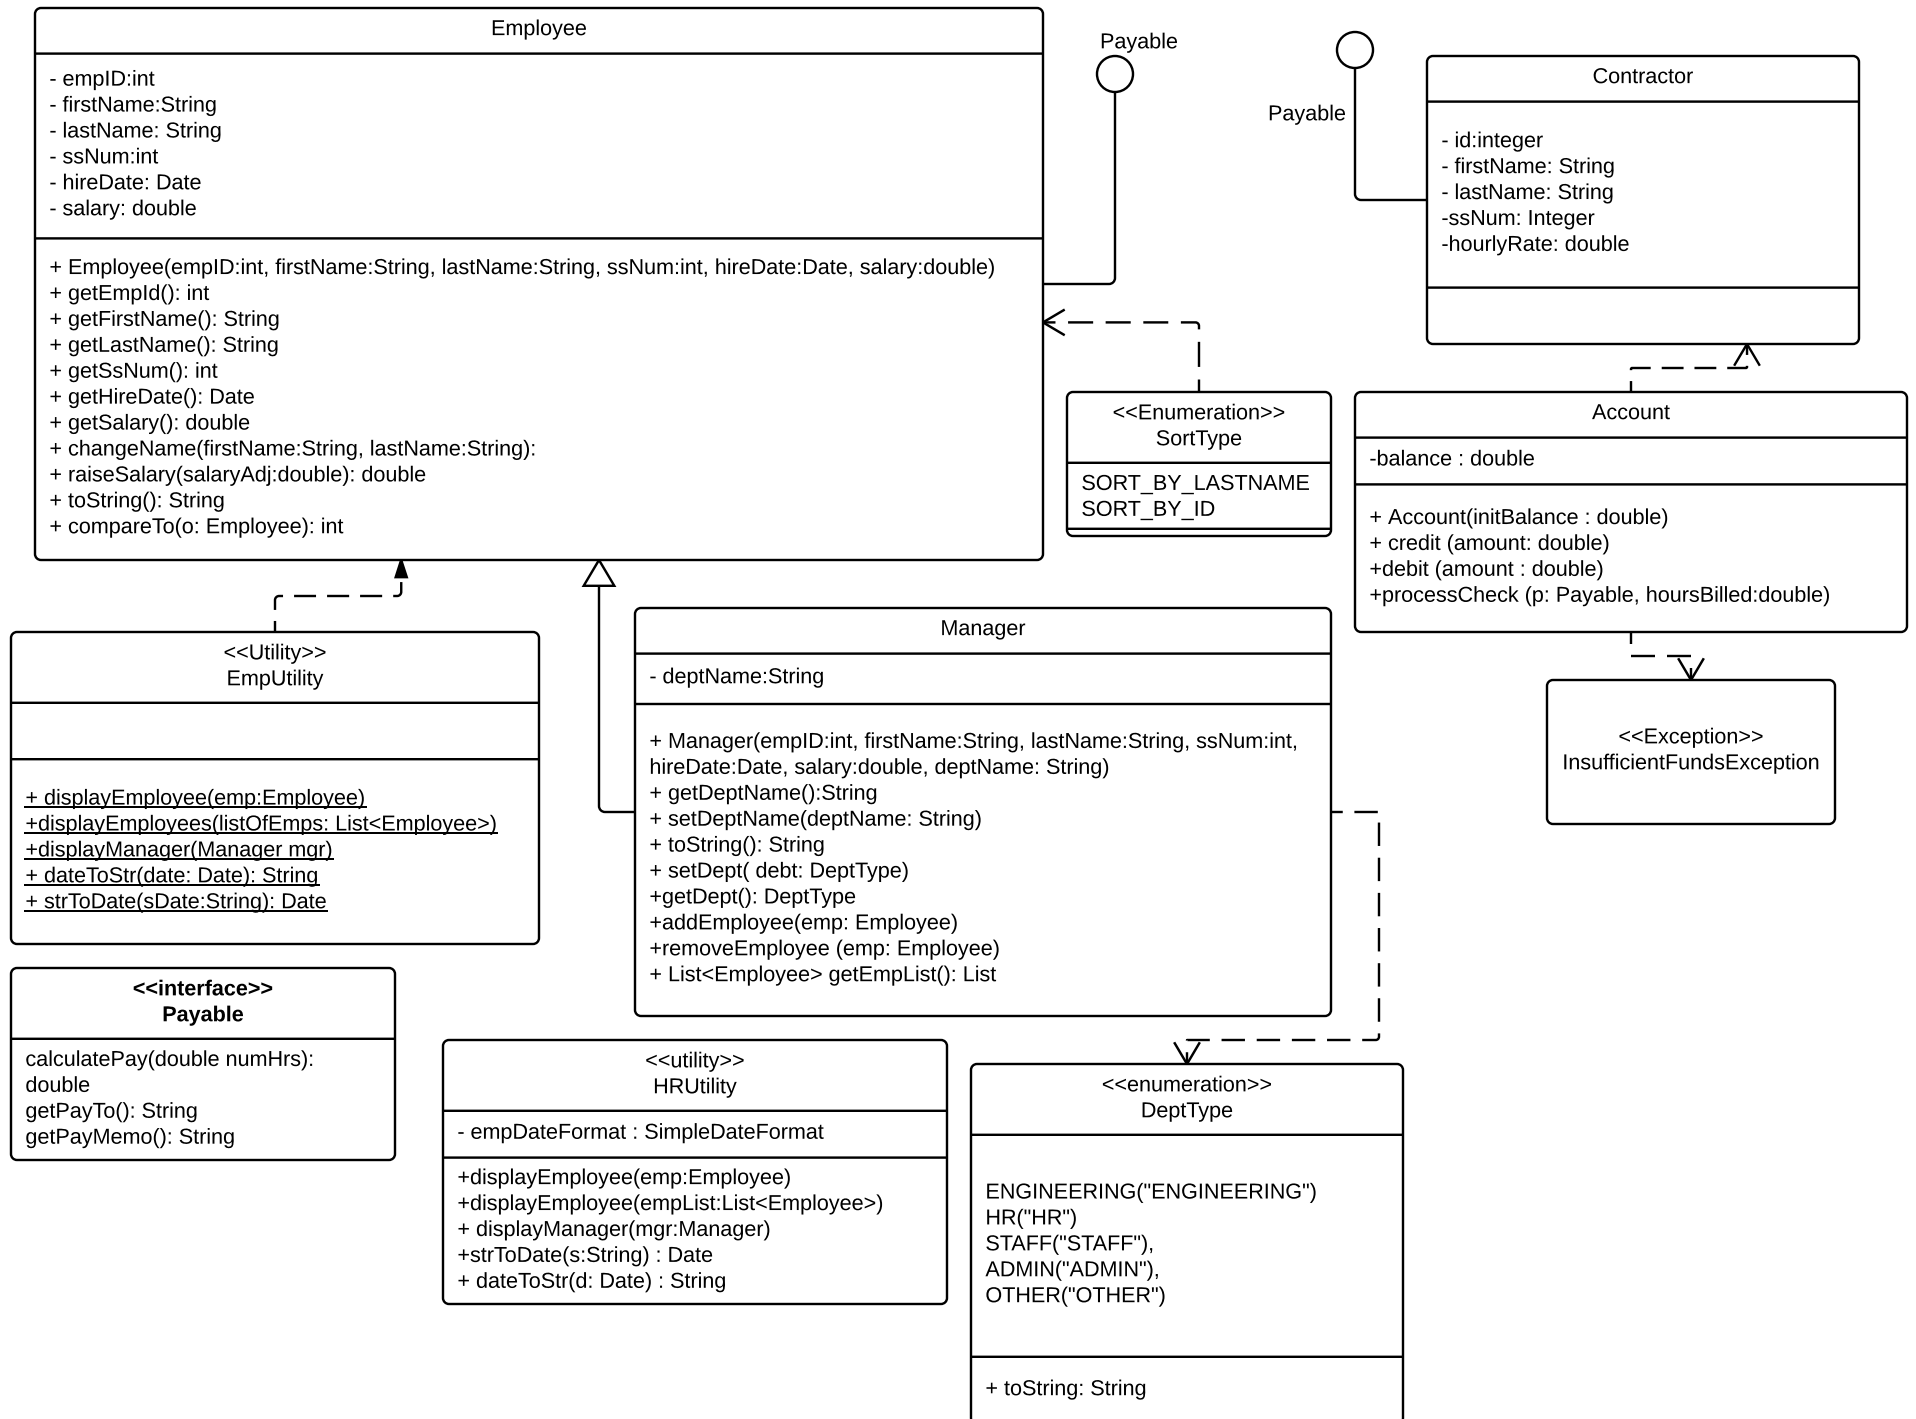 Employee
- empID:int
- firstName:String
- lastName: String
- ssNum:int
- hireDate: Date
- salary: double
+ Employee(empID:int, firstName:String, lastName:String, ssNum:int, hireDate:Date, salary:double)
+ getEmpId(): int
+ getFirstName(): String
+ getLastName(): String
+ getSsNum(): int
+ getHireDate(): Date
+ getSalary(): double
+ changeName(firstName:String, lastName:String):
+ raiseSalary(salaryAdj:double): double
+ toString(): String
+ compareTo(o: Employee): int
Payable
Payable
Contractor
- id:integer
- firstName: String
- lastName: String
-ssNum: Integer
-hourlyRate: double
<<Enumeration>>
SortType
SORT_BY_LASTNAME
SORT_BY_ID
Account
-balance : double
+ Account(initBalance : double)
+ credit (amount: double)
+debit (amount : double)
+processCheck (p: Payable, hoursBilled:double)
<<Utility>>
EmpUtility
+ displayEmployee(emp:Employee)
+displayEmployees(listOfEmps: List<Employee>)
+displayManager(Manager mgr)
+ dateToStr(date: Date): String
+ strToDate(sDate:String): Date
Manager
- deptName:String
+ Manager(empID:int, firstName:String, lastName:String, ssNum:int,
hireDate:Date, salary:double, deptName: String)
+ getDeptName():String
+ setDeptName(deptName: String)
+ toString(): String
+ setDept( debt: DeptType)
+getDept(): DeptType
+addEmployee(emp: Employee)
+removeEmployee (emp: Employee)
+ List<Employee> getEmpList(): List
<<Exception>>
InsufficientFundsException
<<interface>>
Payable
calculatePay(double numHrs):
double
getPayTo(): String
getPayMemo(): String
<<utility>>
HRUtility
- empDateFormat : SimpleDateFormat
+displayEmployee(emp:Employee)
+displayEmployee(empList:List<Employee>)
+ displayManager(mgr:Manager)
+strToDate(s:String) : Date
+ dateToStr(d: Date) : String
<<enumeration>>
DeptType
ENGINEERING("ENGINEERING")
HR("HR")
STAFF("STAFF"),
ADMIN("ADMIN"),
OTHER("OTHER")
+ toString: String